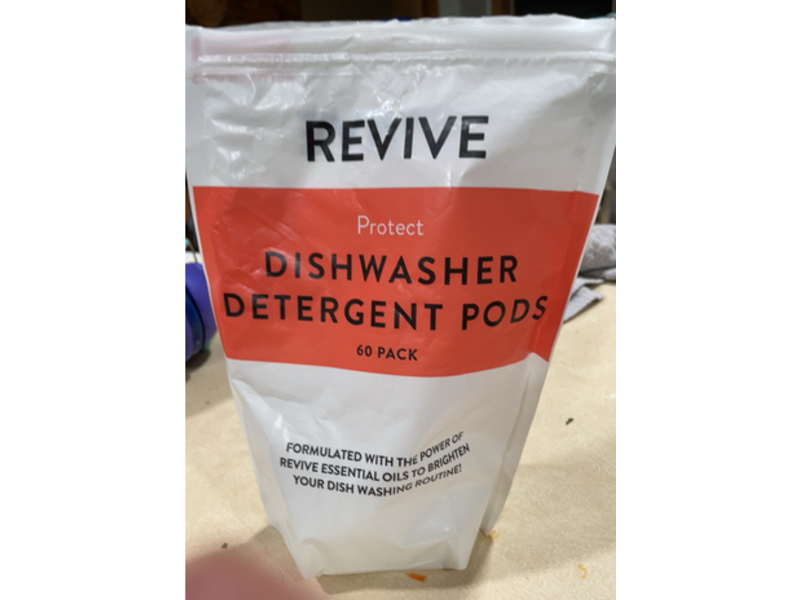 REVIVE
Protect
DISHWASHER
DETERGENT PODS
60 PACK
FORMULATED WITH THE POWER OF
REVIVE ESSENTIAL OILS TO BRIGHTEN
YOUR DISH WASHING ROUTINE!